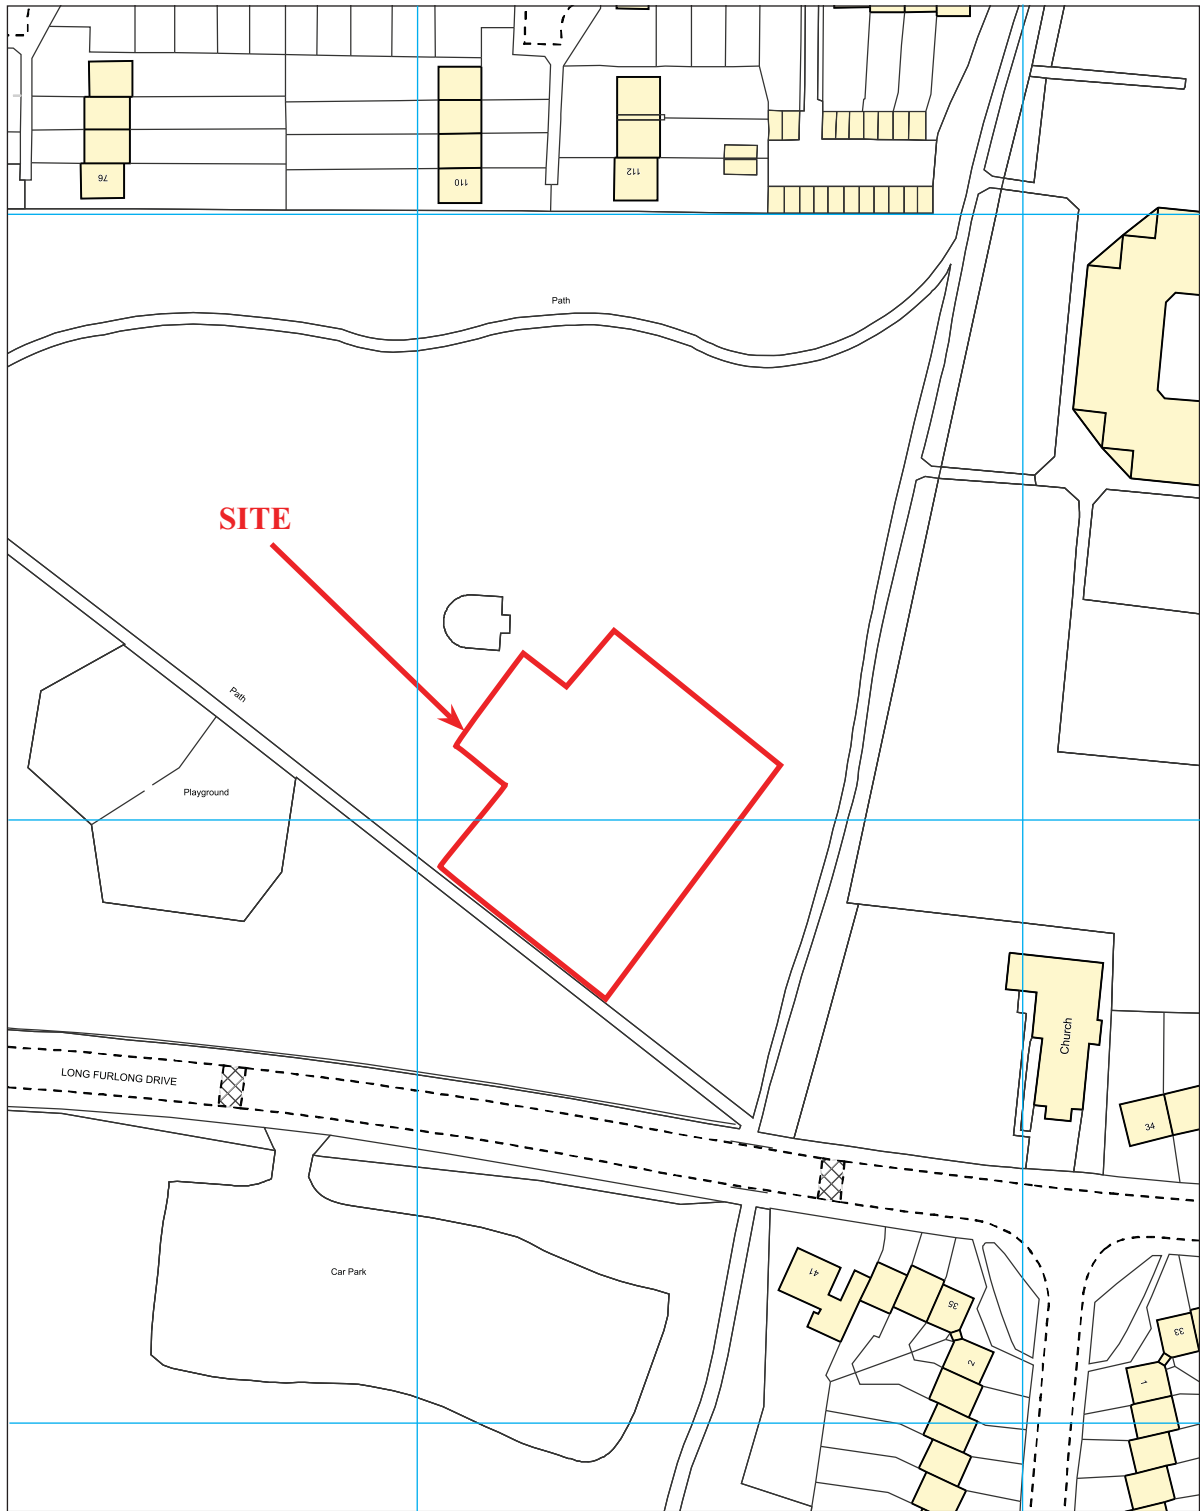 76
110
112
Path
SITE
Path
Playground
Church
LONG FURLONG DRIVE
34
Car Park
41
35
33
2
1